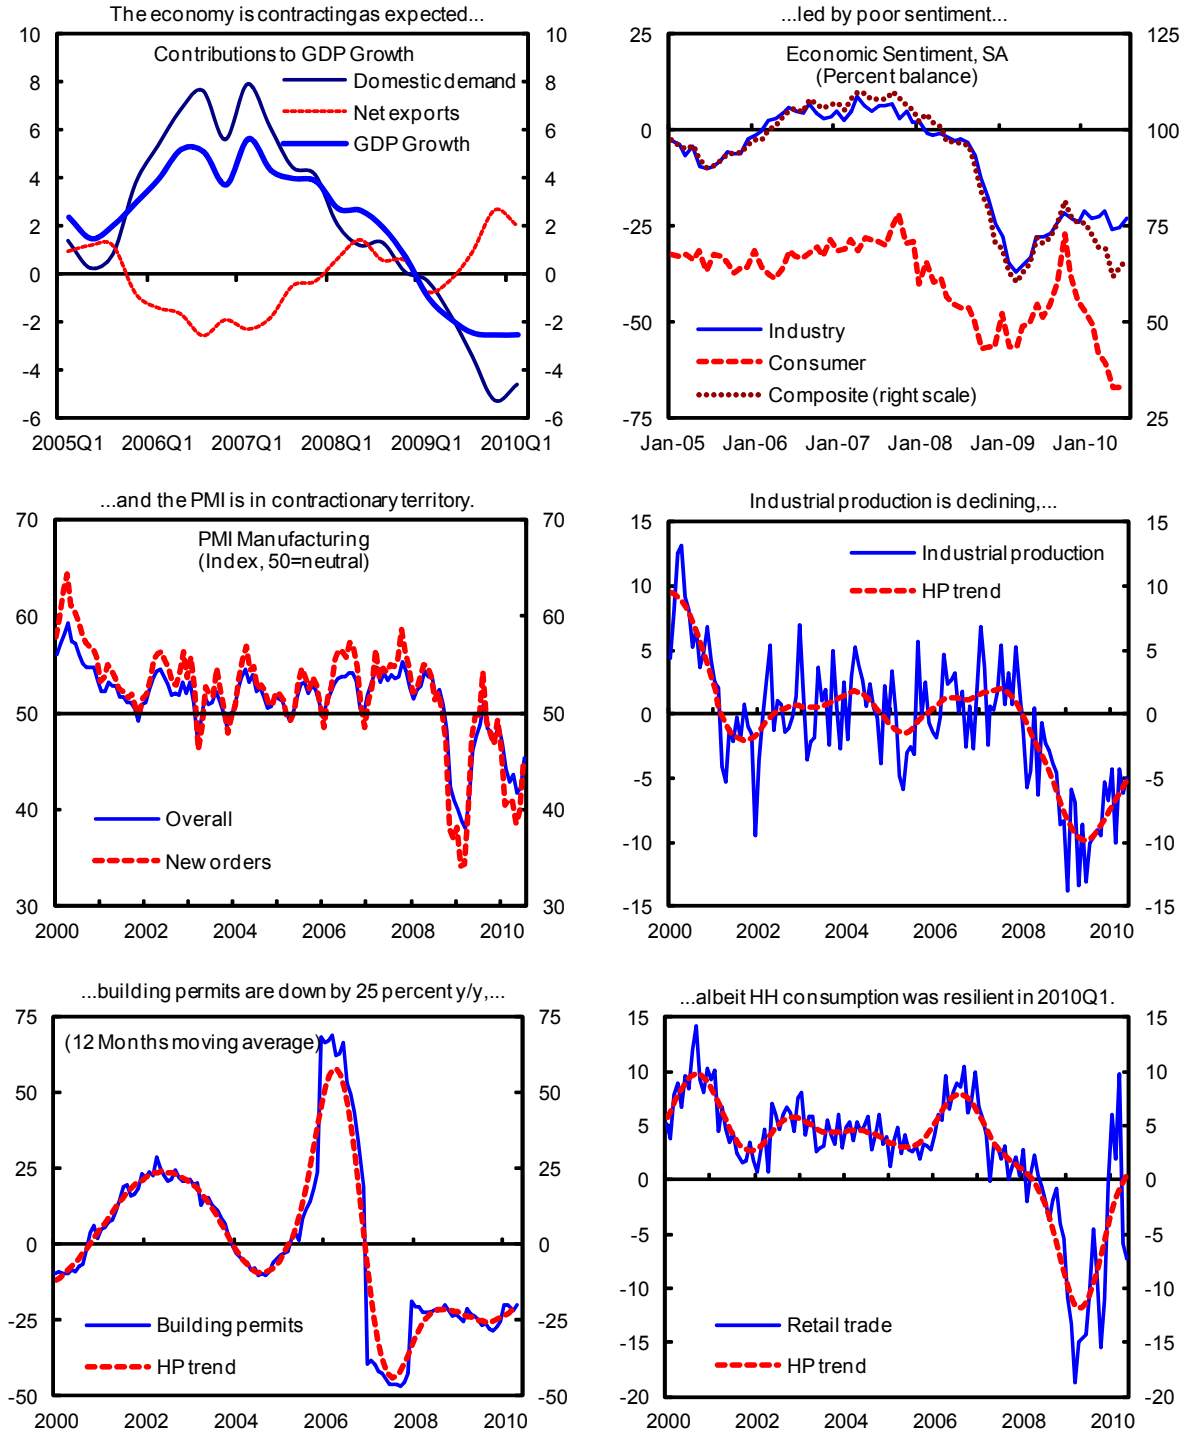 The economy is contracting as expected...
Contributions to GDP Growth
Domestic demand
Net exports
GDP Growth
10
8
6
4
2
0
-2
-4
-6
10
8
6
4
2
0
-2
-4
-6
2005Q1 2006Q1 2007Q1 2008Q1 2009Q1 2010Q1
...led by poor sentiment...
Economic Sentiment, SA
(Percent balance)
25
0
-25
-50
-75
125
100
75
50
25
Industry
Consumer
Composite (right scale)
Jan-05 Jan-06 Jan-07 Jan-08 Jan-09 Jan-10
...and the PMI is in contractionary territory.
PMI Manufacturing
(Index, 50=neutral)
70
60
50
40
30
70
60
50
40
30
Overall
New orders
2000 2002 2004 2006 2008 2010
Industrial production is declining,...
Industrial production
HP trend
15
10
5
0
-5
-10
-15
15
10
5
0
-5
-10
-15
2000 2002 2004 2006 2008 2010
...building permits are down by 25 percent y/y,...
(12 Months moving average)
75
50
25
0
-25
-50
75
50
25
0
-25
-50
Building permits
HP trend
2000 2002 2004 2006 2008 2010
...albeit HH consumption was resilient in 2010Q1.
15
10
5
0
-5
-10
-15
-20
15
10
5
0
-5
-10
-15
-20
Retail trade
HP trend
2000 2002 2004 2006 2008 2010